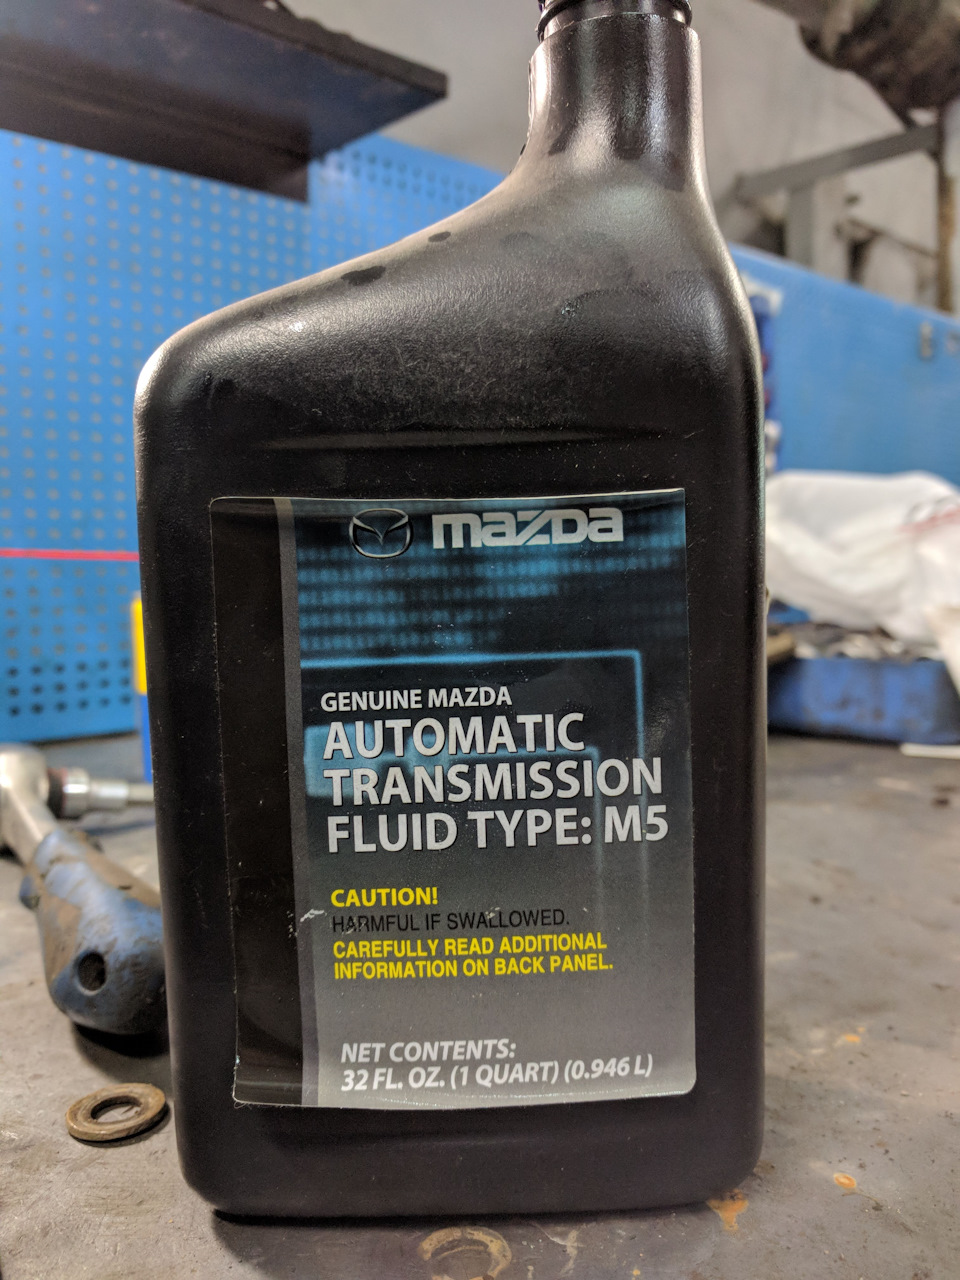 mazda
GENUINE MAZDA
AUTOMATIC
TRANSMISSION
FLUID TYPE: M5
CAUTION!
HARMFUL IF SWALLOWED.
CAREFULLY READ ADDITIONAL
INFORMATION ON BACK PANEL.
NET CONTENTS:
32 FL. OZ. (1 QUART) (0.946 L)